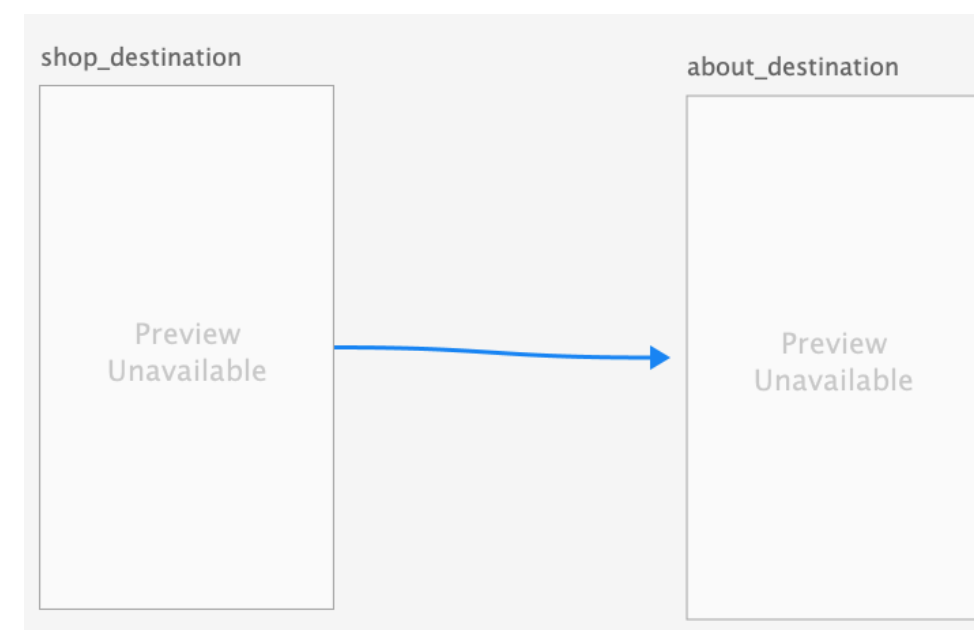 shop_destination
about_destination
Preview
Unavailable
Preview
Unavailable